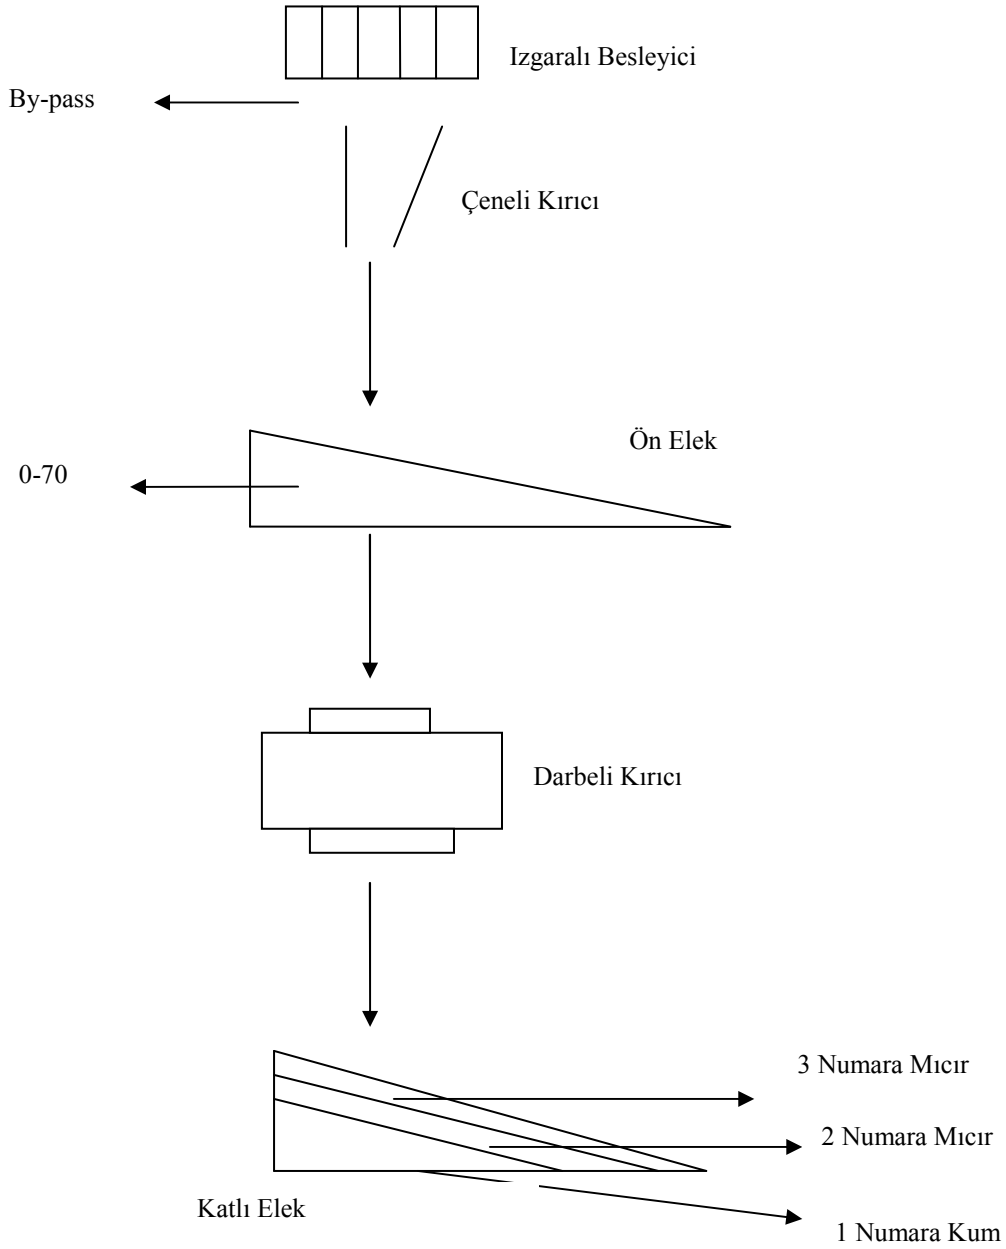 Izgaralı Besleyici
By-pass
Çeneli Kırıcı
Ön Elek
0-70
Darbeli Kırıcı
3 Numara Mıcır
2 Numara Mıcır
Katlı Elek
1 Numara Kum